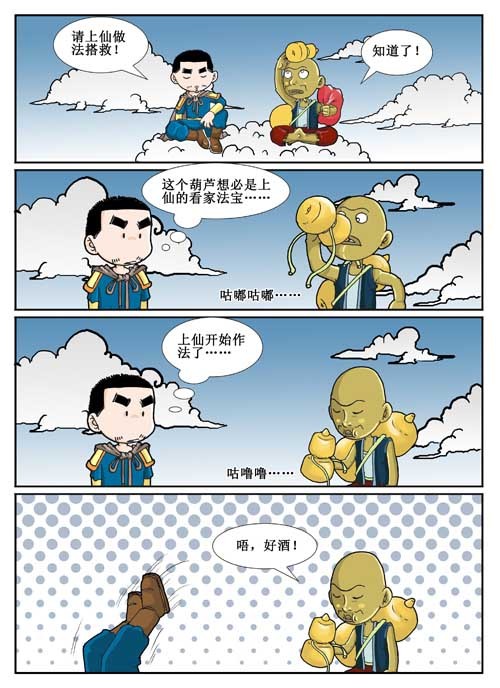 请上仙做
法搭救！
知道了！
这个葫芦想必是上
仙的看家法宝……
咕嘟咕嘟……
上仙开始作
法了……
咕噜噜……
唔，好酒！